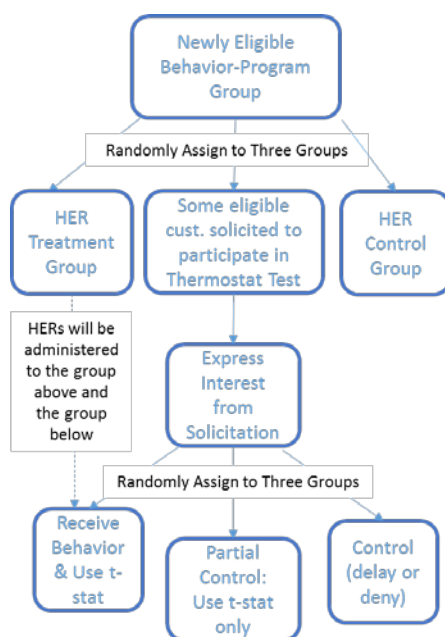 Newly Eligible
Behavior-Program
Group
Randomly Assign to Three Groups
HER
Treatment
Group
Some eligible
cust. solicited to
participate in
Thermostat Test
HER
Control
Group
HERs will be
administered
to the group
above and
the group
below
Express
Interest
from
Solicitation
Randomly Assign to Three Groups
Receive
Behavior
& Use t-
stat
Partial
Control:
Use t-stat
only
Control
(delay or
deny)